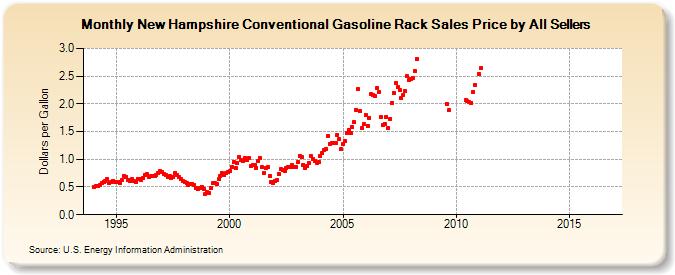 Monthly New Hampshire Conventional Gasoline Rack Sales Price by All Sellers
Dollars per Gallon
3.0
2.5
2.0
1.5
1.0
0.5
0.0
1995 2000 2005 2010 2015
Source: U.S. Energy Information Administration